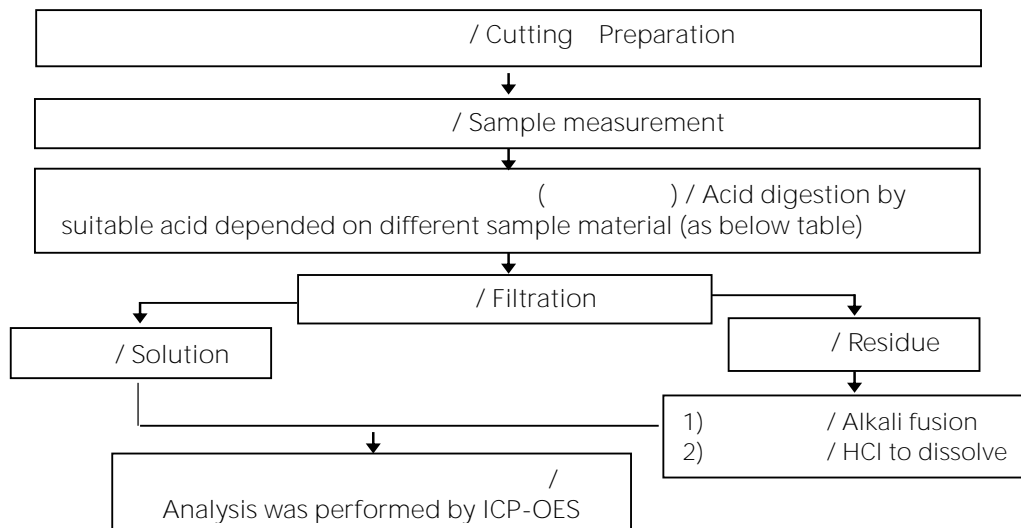 / Cutting Preparation
/ Sample measurement
( ) / Acid digestion by
suitable acid depended on different sample material (as below table)
/ Filtration
/ Solution
/ Residue
1) / Alkali fusion
2) / HCl to dissolve
/
Analysis was performed by ICP-OES